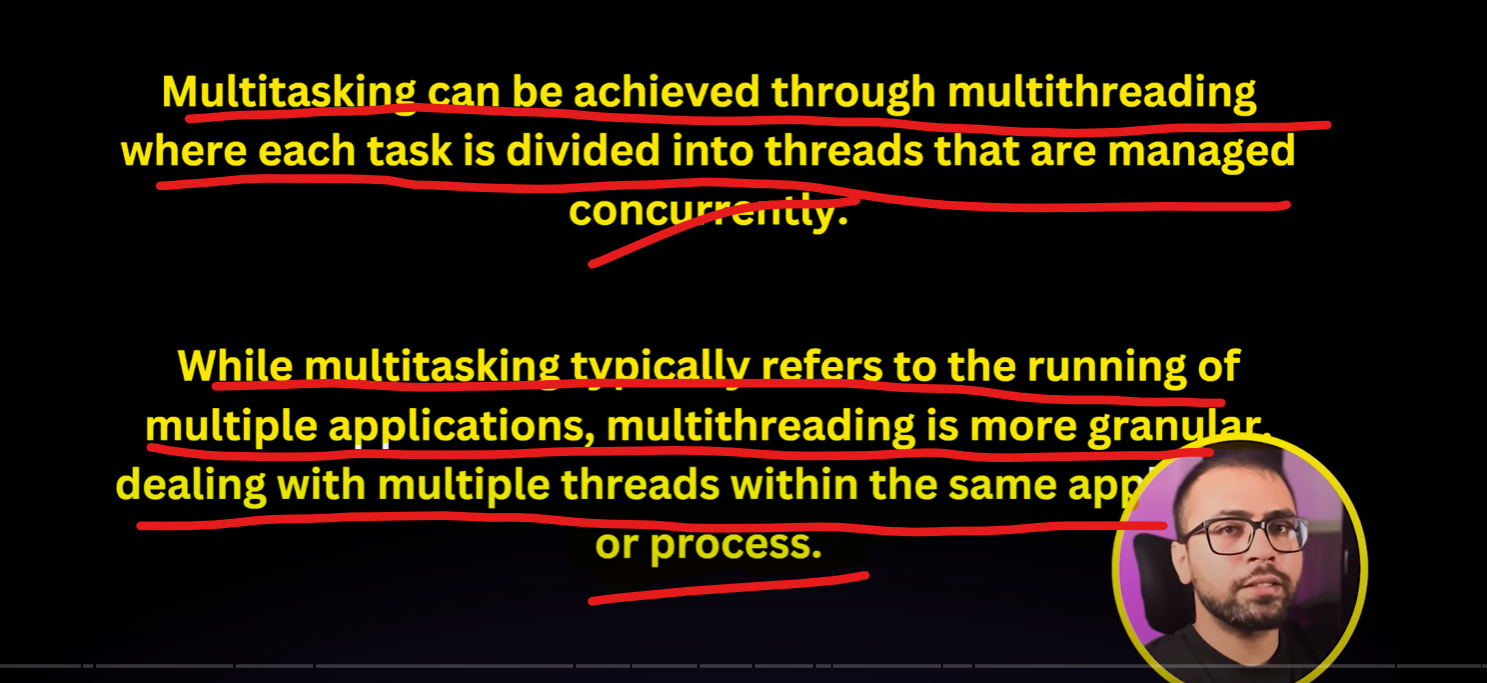 Multitasking can be achieved through multithreading
where each task is divided into threads that are managed
concurrently.
While multitasking typically refers to the running of
multiple applications, multithreading is more granular,
dealing with multiple threads within the same
or process.